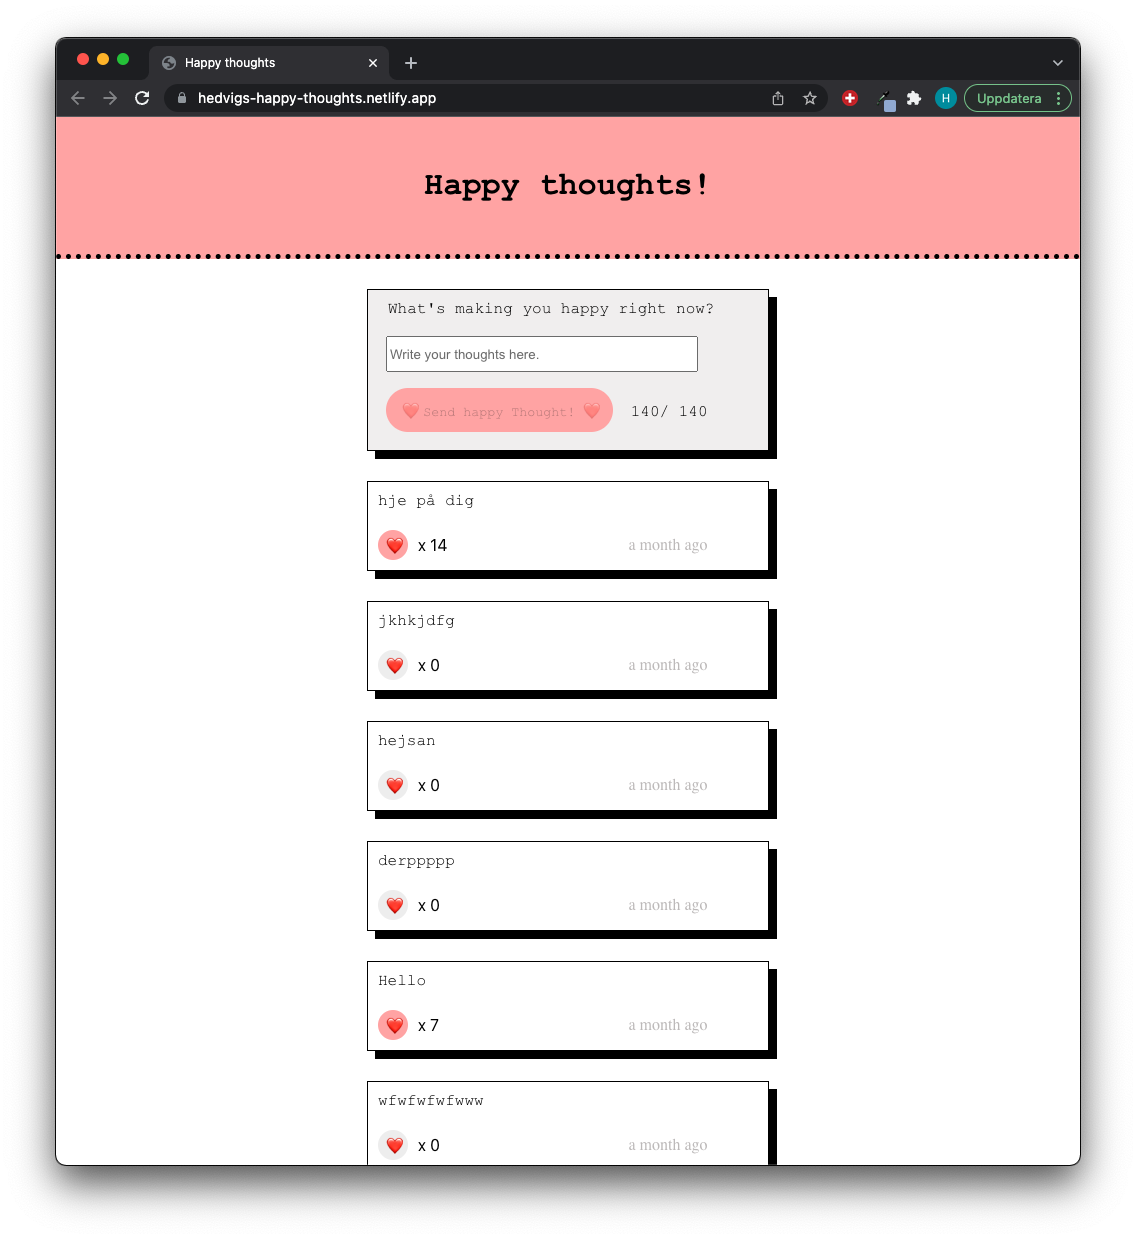 Happy thoughts
hedvigs-happy-thoughts.netlify.app
H
Uppdatera
Happy thoughts!
What's making you happy right now?
Write your thoughts here.
❤️Send happy Thought! ❤️ 140/ 140
hje på dig
❤️ x 14 a month ago
jkhkjdfg
❤️ x 0 a month ago
hejsan
❤️ x 0 a month ago
derppppp
❤️ x 0 a month ago
Hello
❤️ x 7 a month ago
wfwfwfwfwww
❤️ x 0 a month ago